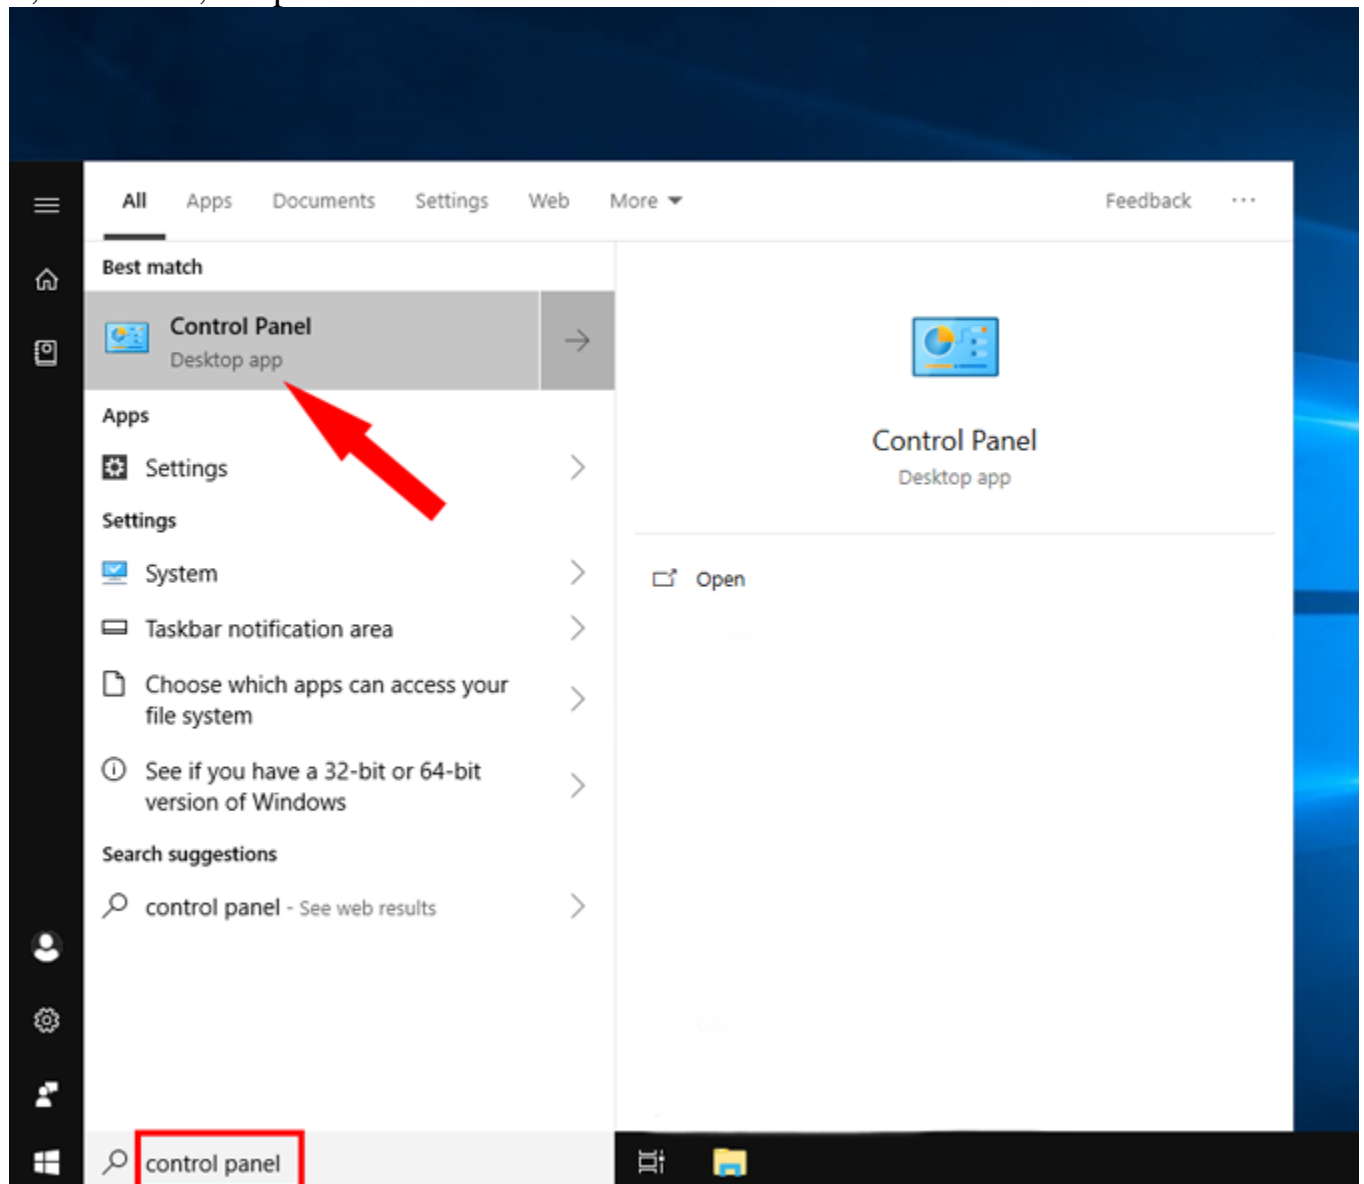 All Apps Documents Settings Web More Feedback ...
Best match
Control Panel
Desktop app
Apps
Settings
Settings
System
Taskbar notification area
Choose which apps can access your
file system
See if you have a 32-bit or 64-bit
version of Windows
Search suggestions
control panel - See web results
control panel
Control Panel
Desktop app
Open